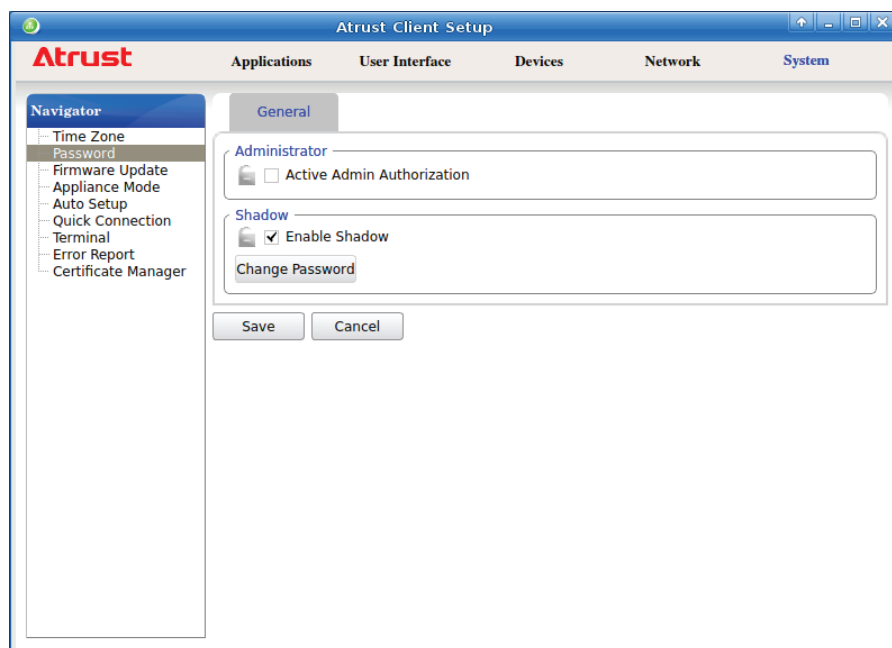 Atrust Client Setup
Atrust
Applications User Interface Devices Network System
Navigator
Time Zone
Password
Firmware Update
Appliance Mode
Auto Setup
Quick Connection
Terminal
Error Report
Certificate Manager
General
Administrator
Active Admin Authorization
Shadow
Enable Shadow
Change Password
Save Cancel